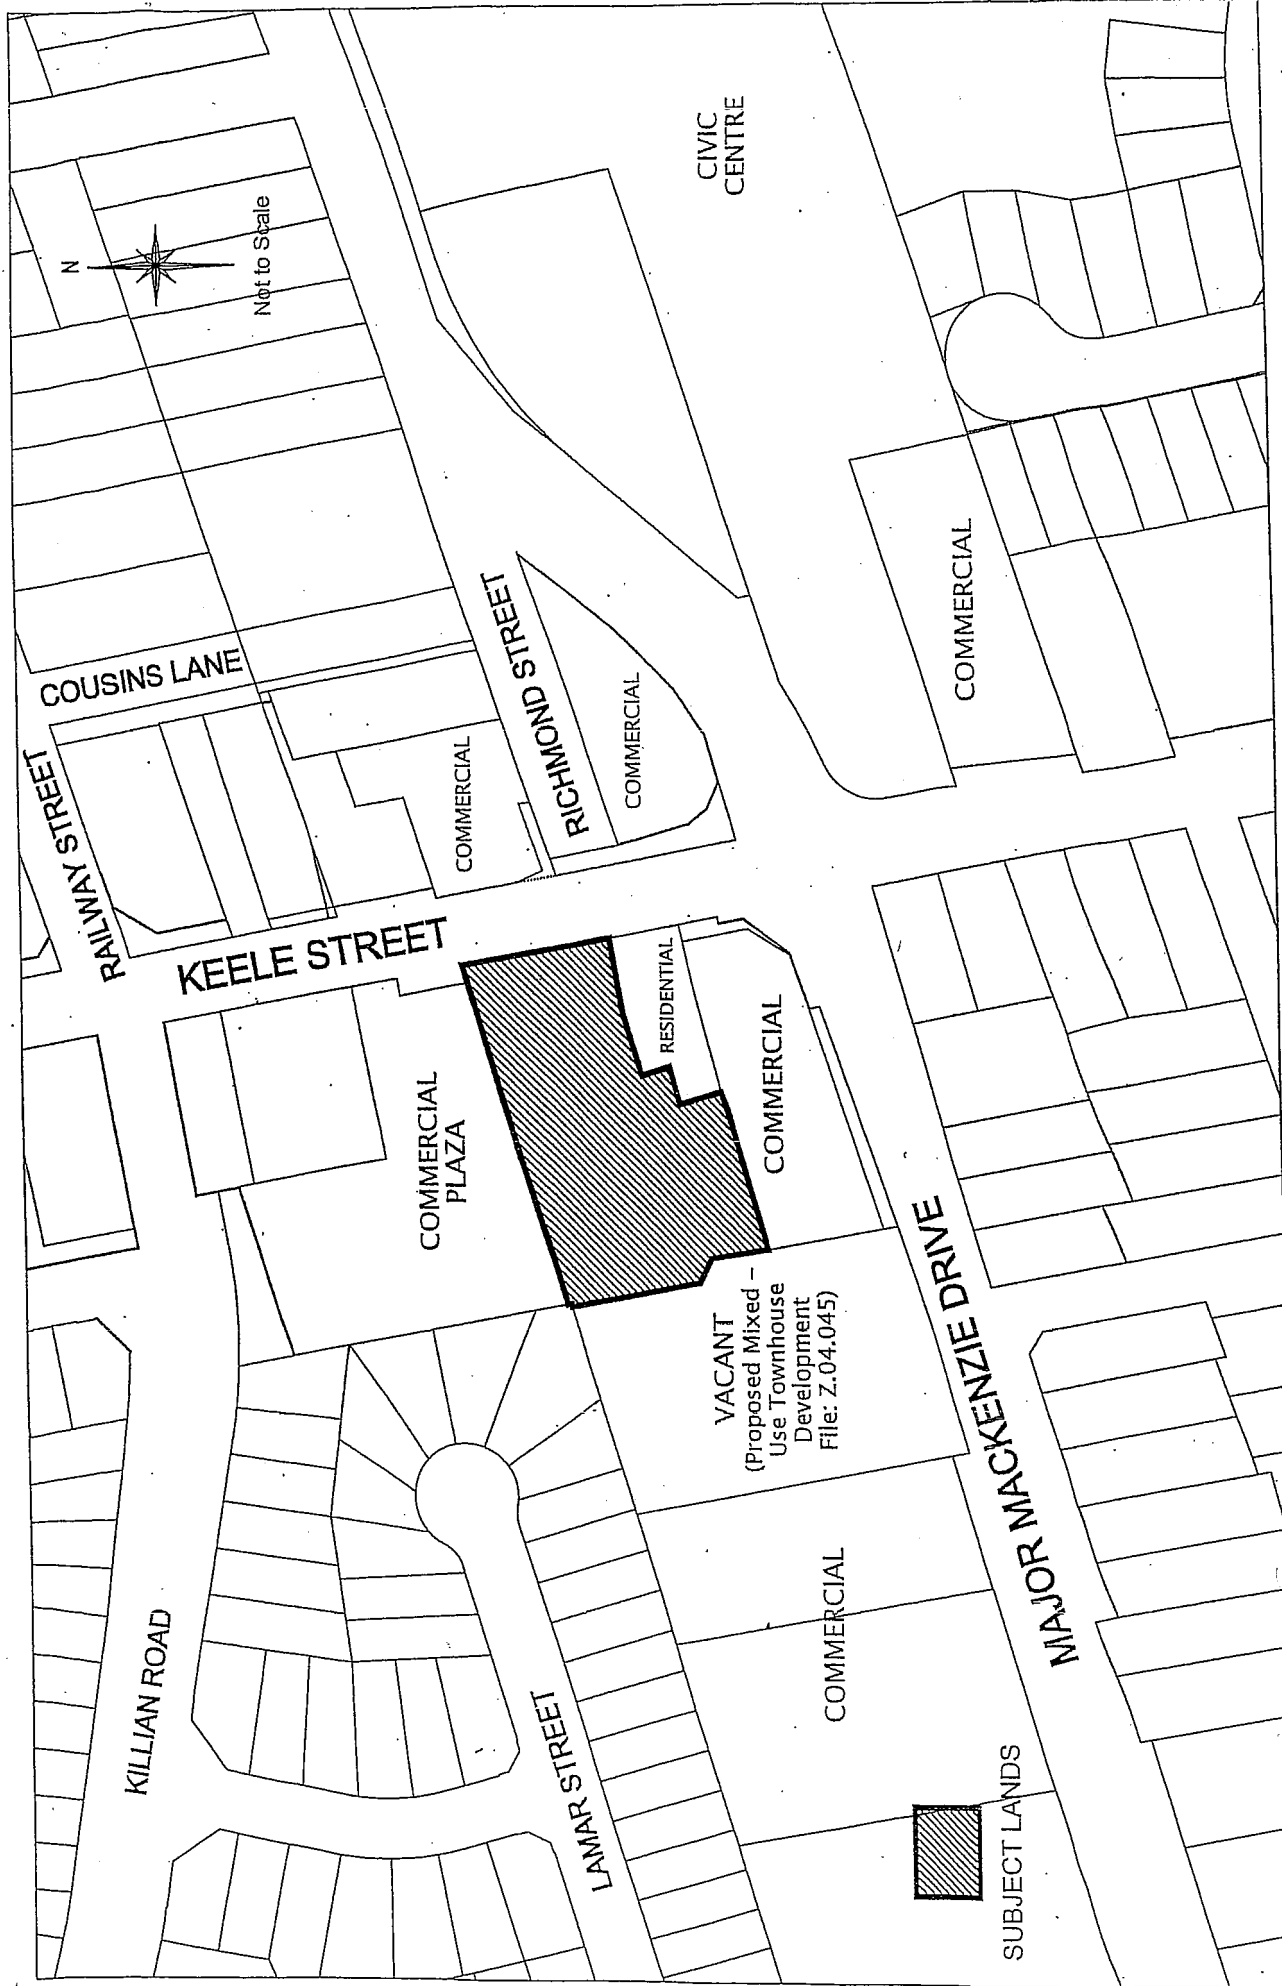 N
Not to Scale
CIVIC
CENTRE
COUSINS LANE
RAILWAY STREET
KEELE STREET
RICHMOND STREET
COMMERCIAL
COMMERCIAL
COMMERCIAL
RESIDENTIAL
COMMERCIAL
COMMERCIAL
PLAZA
VACANT
(Proposed Mixed –
Use Townhouse
Development
File: Z.04.045)
MAJOR MACKENZIE DRIVE
KILLIAN ROAD
LAMAR STREET
COMMERCIAL
SUBJECT LANDS